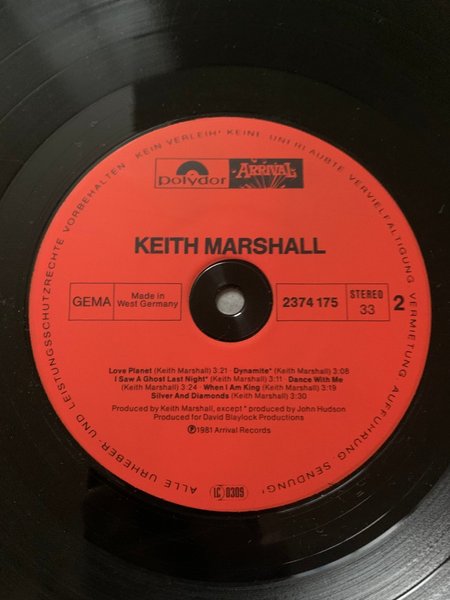 ALLE URHEBER- UND LEISTUNGSSCHUTZRECHTE VORBEHALTEN · KEIN VERLEIH! KEINE UNERLAUBTE VERVIELFÄLTIGUNG, VERMIETUNG, AUFFÜHRUNG, SENDUNG!
polydor ARRIVAL
KEITH MARSHALL
GEMA Made in
West Germany
2374 175 STEREO
33 2
Love Planet (Keith Marshall) 3:21 · Dynamite* (Keith Marshall) 3:08
I Saw A Ghost Last Night* (Keith Marshall) 3:11 · Dance With Me
(Keith Marshall) 3:24 · When I Am King (Keith Marshall) 3:19
Silver And Diamonds (Keith Marshall) 3:30
Produced by Keith Marshall, except * produced by John Hudson
Produced for David Blaylock Productions
℗1981 Arrival Records
LC 0309